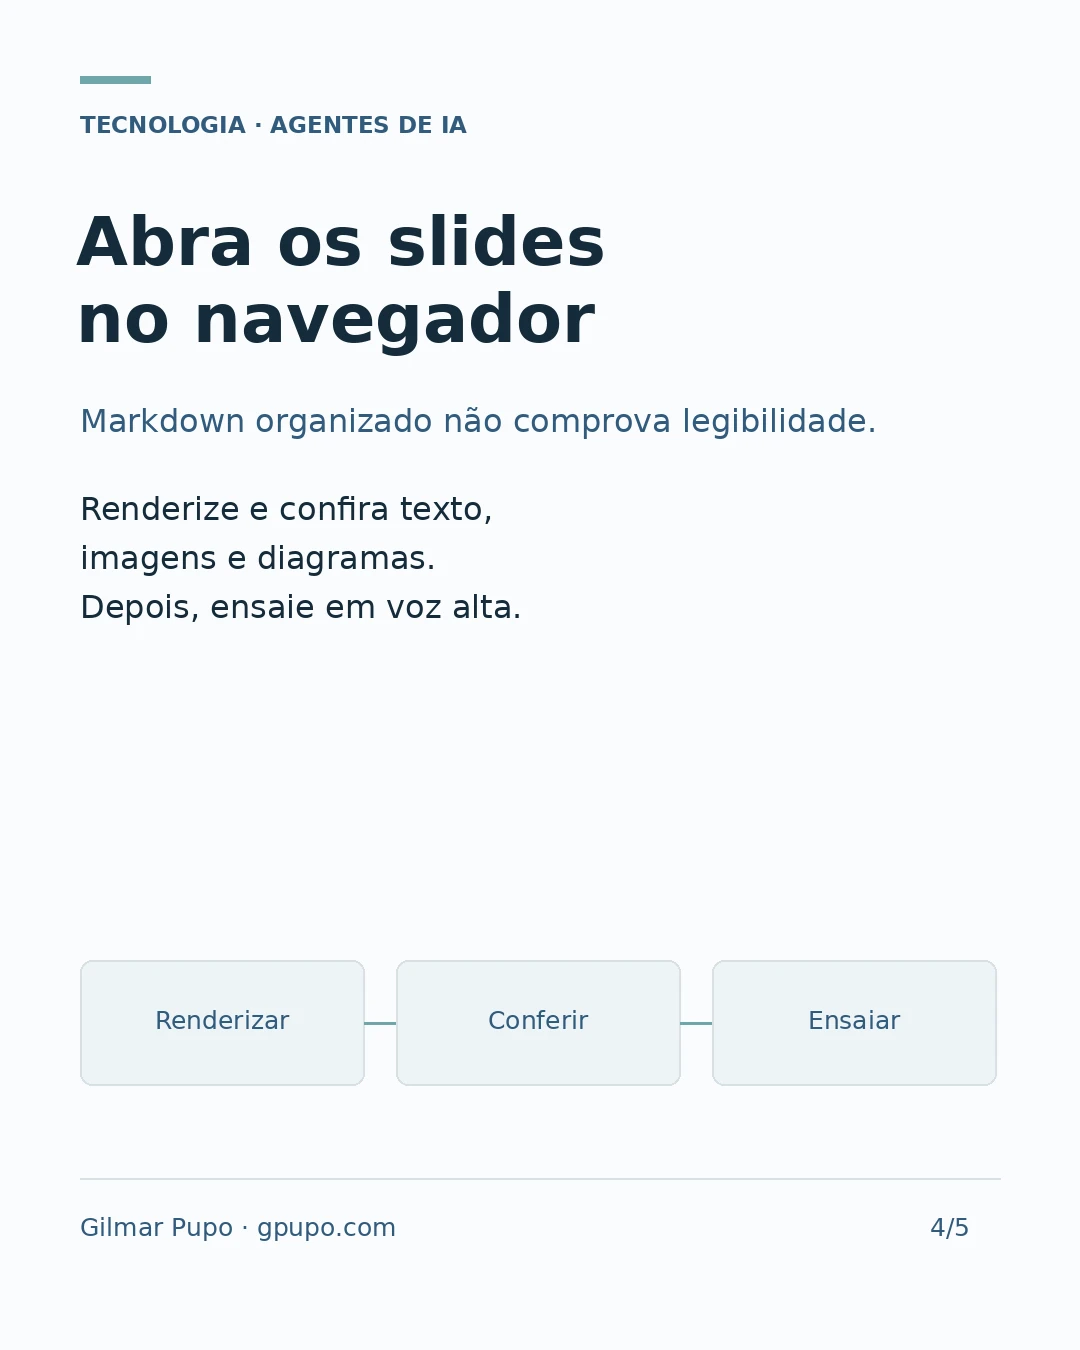 TECNOLOGIA · AGENTES DE IA
Abra os slides
no navegador
Markdown organizado não comprova legibilidade.
Renderize e confira texto,
imagens e diagramas.
Depois, ensaie em voz alta.
Renderizar
Conferir
Ensaiar
Gilmar Pupo · gpupo.com
4/5